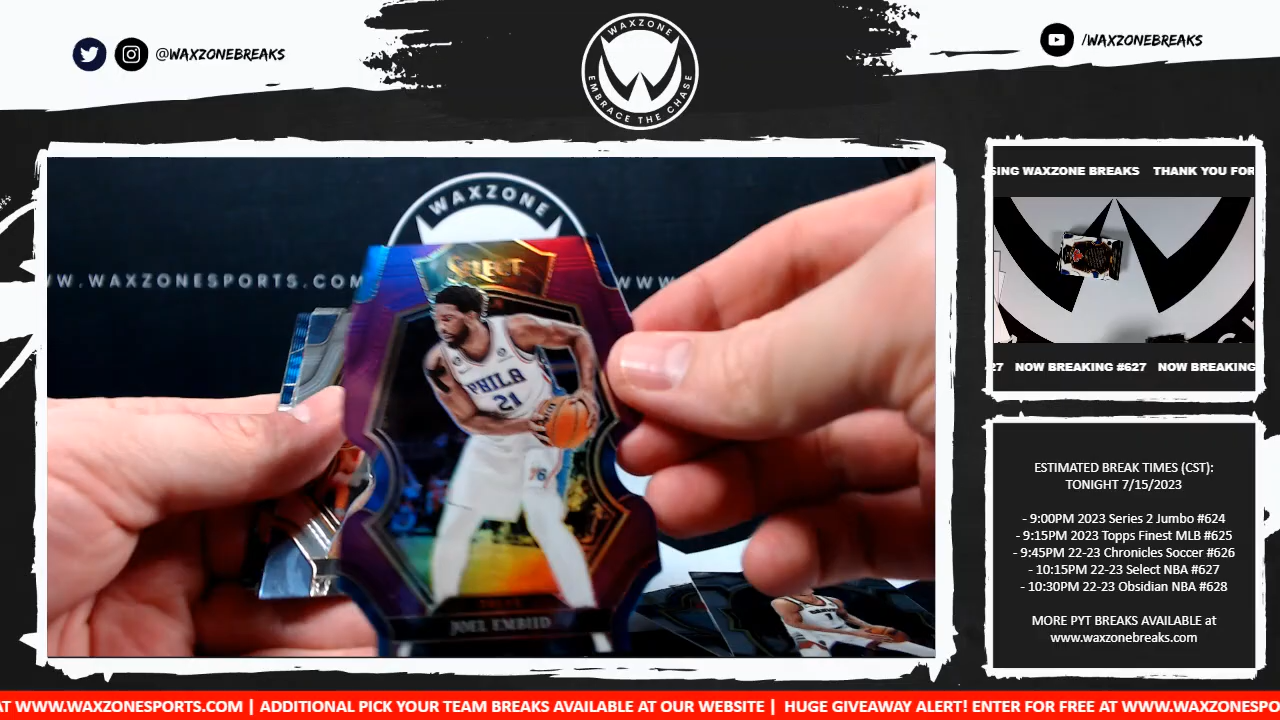 @WAXZONEBREAKS
WAXZONE
EMBRACE THE CHASE
/WAXZONEBREAKS
WAXZONE
W.WAXZONESPORTS.COM
WW
SELECT
PHILA
21
76
JOEL EMBIID
SING WAXZONE BREAKS THANK YOU FOR
27 NOW BREAKING #627 NOW BREAKING
ESTIMATED BREAK TIMES (CST):
TONIGHT 7/15/2023
- 9:00PM 2023 Series 2 Jumbo #624
- 9:15PM 2023 Topps Finest MLB #625
- 9:45PM 22-23 Chronicles Soccer #626
- 10:15PM 22-23 Select NBA #627
- 10:30PM 22-23 Obsidian NBA #628
MORE PYT BREAKS AVAILABLE at
www.waxzonebreaks.com
AT WWW.WAXZONESPORTS.COM | ADDITIONAL PICK YOUR TEAM BREAKS AVAILABLE AT OUR WEBSITE | HUGE GIVEAWAY ALERT! ENTER FOR FREE AT WWW.WAXZONESPO